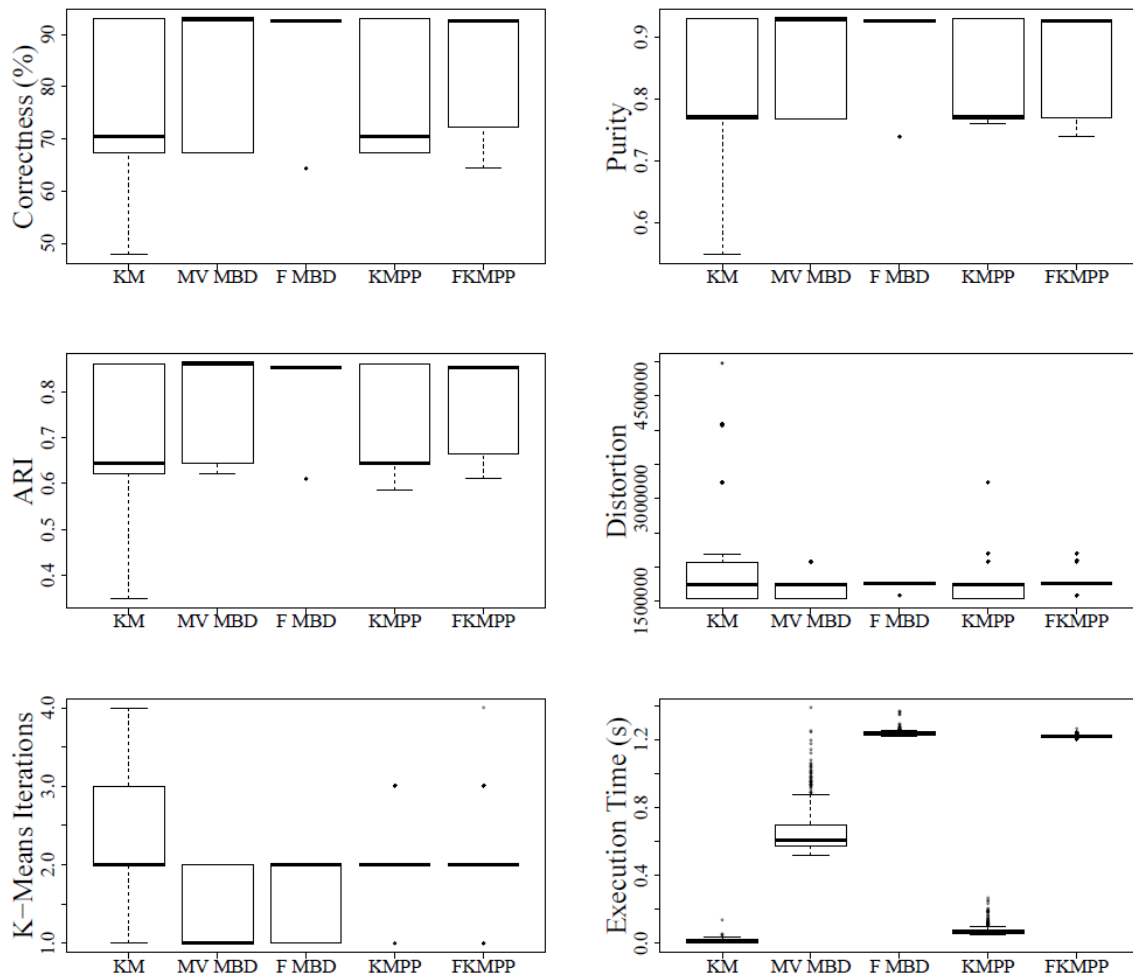 Correctness (%)
90
80
70
60
50
KM MV MBD F MBD KMPP FKMPP
Purity
0.9
0.8
0.7
0.6
KM MV MBD F MBD KMPP FKMPP
ARI
0.8
0.7
0.6
0.5
0.4
KM MV MBD F MBD KMPP FKMPP
Distortion
4500000
3000000
1500000
KM MV MBD F MBD KMPP FKMPP
K−Means Iterations
4.0
3.0
2.0
1.0
KM MV MBD F MBD KMPP FKMPP
Execution Time (s)
1.2
0.8
0.4
0.0
KM MV MBD F MBD KMPP FKMPP